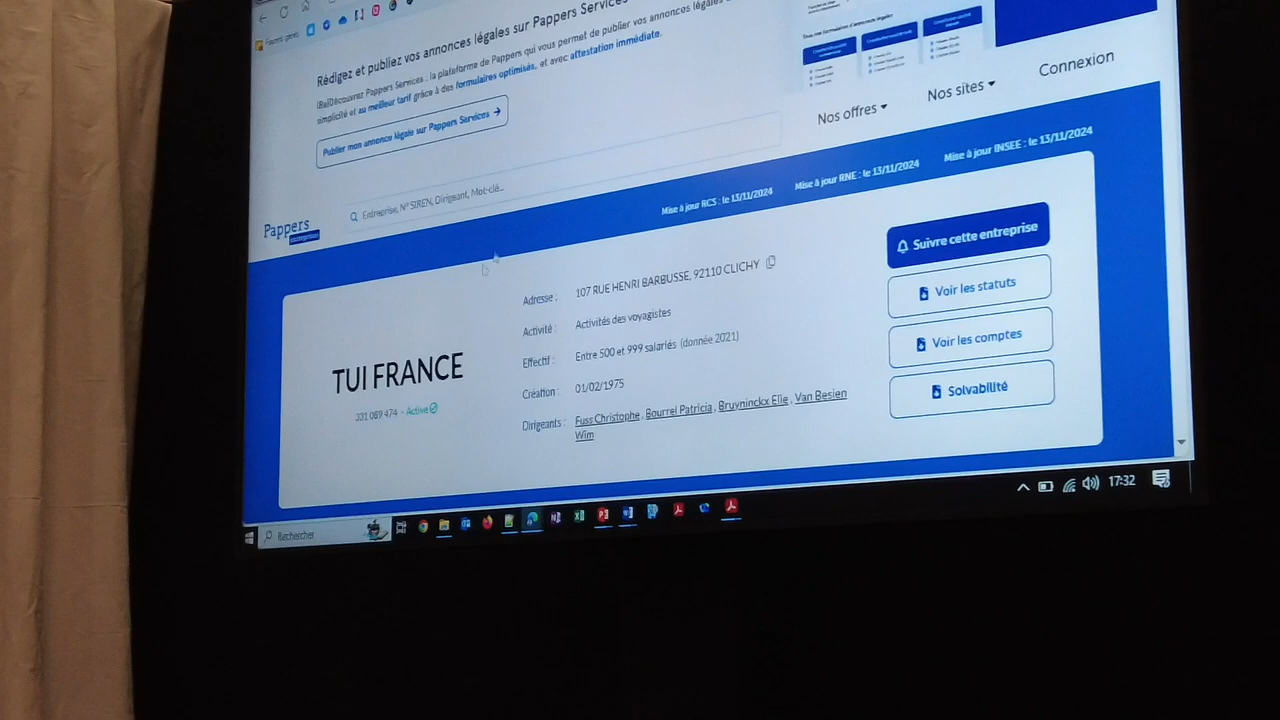 Favoris gérés
Rédigez et publiez vos annonces légales sur Pappers Services
[Ba]Découvrez Pappers Services : la plateforme de Pappers qui vous permet de publier vos annonces légales
simplicité et au meilleur tarif grâce à des formulaires optimisés, et avec attestation immédiate.
Publier mon annonce légale sur Pappers Services →
Pappers
entreprises
Entreprise, N° SIREN, Dirigeant, Mot-clé...
Nos offres
Nos sites
Connexion
Mise à jour RCS : le 13/11/2024
Mise à jour RNE : le 13/11/2024
Mise à jour INSEE : le 13/11/2024
TUI FRANCE
331 089 474 - Active
Adresse : 107 RUE HENRI BARBUSSE, 92110 CLICHY
Activité : Activités des voyagistes
Effectif : Entre 500 et 999 salariés (donnée 2021)
Création : 01/02/1975
Dirigeants : Fuss Christophe, Bourrel Patricia, Bruyninckx Elie, Van Besien
Wim
Suivre cette entreprise
Voir les statuts
Voir les comptes
Solvabilité
Rechercher
17:32